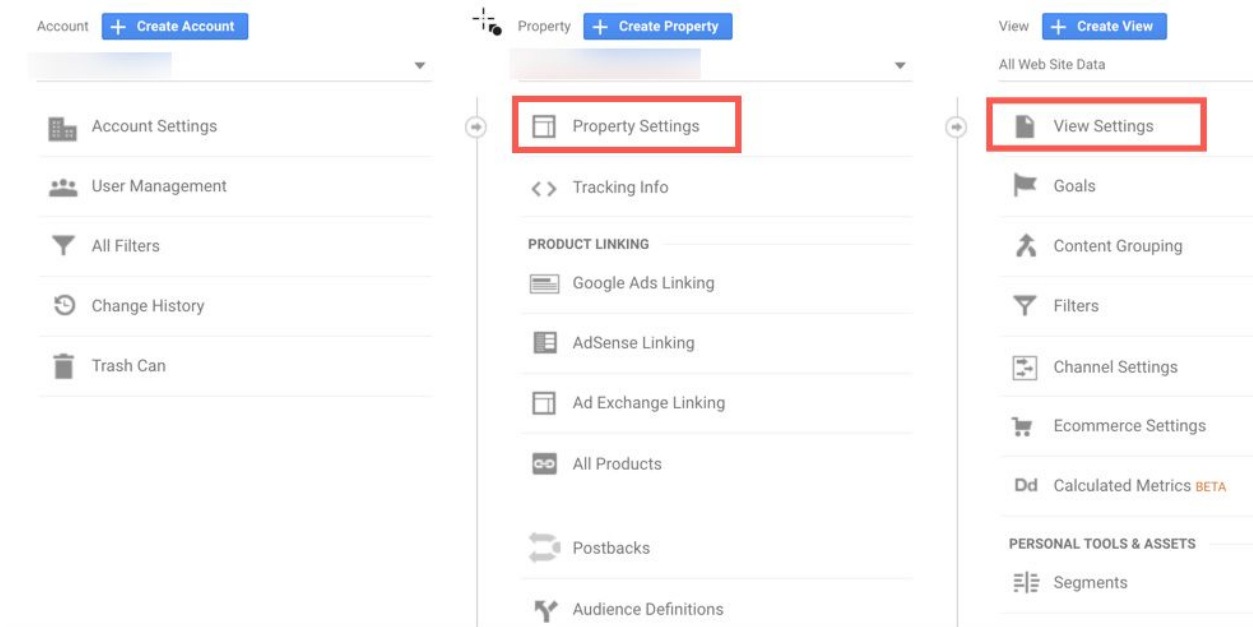 Account + Create Account
Account Settings
User Management
All Filters
Change History
Trash Can
Property + Create Property
Property Settings
Tracking Info
PRODUCT LINKING
Google Ads Linking
AdSense Linking
Ad Exchange Linking
All Products
Postbacks
Audience Definitions
View + Create View
All Web Site Data
View Settings
Goals
Content Grouping
Filters
Channel Settings
Ecommerce Settings
Dd Calculated Metrics BETA
PERSONAL TOOLS & ASSETS
Segments